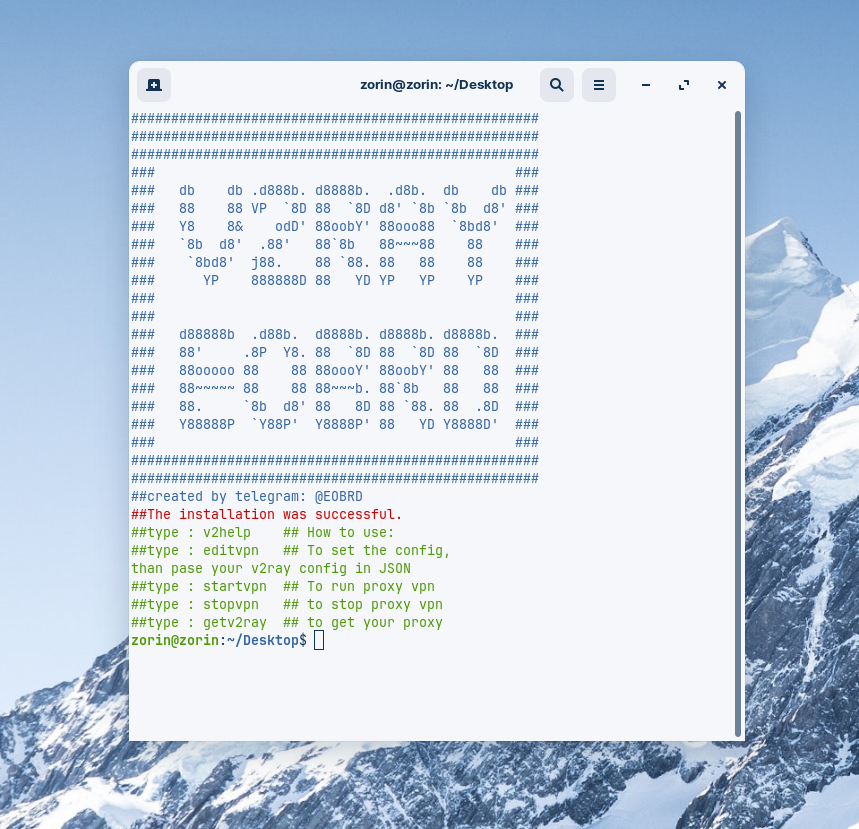 zorin@zorin: ~/Desktop
###################################################
###################################################
###################################################
###                                             ###
###   db    db .d888b. d8888b.  .d8b.  db    db ###
###   88    88 VP  `8D 88  `8D d8' `8b `8b  d8' ###
###   Y8    8&    odD' 88oobY' 88ooo88  `8bd8'  ###
###   `8b  d8'  .88'   88`8b   88~~~88    88    ###
###    `8bd8'  j88.    88 `88. 88   88    88    ###
###      YP    888888D 88   YD YP   YP    YP    ###
###                                             ###
###                                             ###
###   d88888b  .d88b.  d8888b. d8888b. d8888b.  ###
###   88'     .8P  Y8. 88  `8D 88  `8D 88  `8D  ###
###   88ooooo 88    88 88oooY' 88oobY' 88   88  ###
###   88~~~~~ 88    88 88~~~b. 88`8b   88   88  ###
###   88.     `8b  d8' 88   8D 88 `88. 88  .8D  ###
###   Y88888P  `Y88P'  Y8888P' 88   YD Y8888D'  ###
###                                             ###
###################################################
###################################################
##created by telegram: @EOBRD
##The installation was successful.
##type : v2help    ## How to use:
##type : editvpn   ## To set the config,
than pase your v2ray config in JSON
##type : startvpn  ## To run proxy vpn
##type : stopvpn   ## to stop proxy vpn
##type : getv2ray  ## to get your proxy
zorin@zorin:~/Desktop$